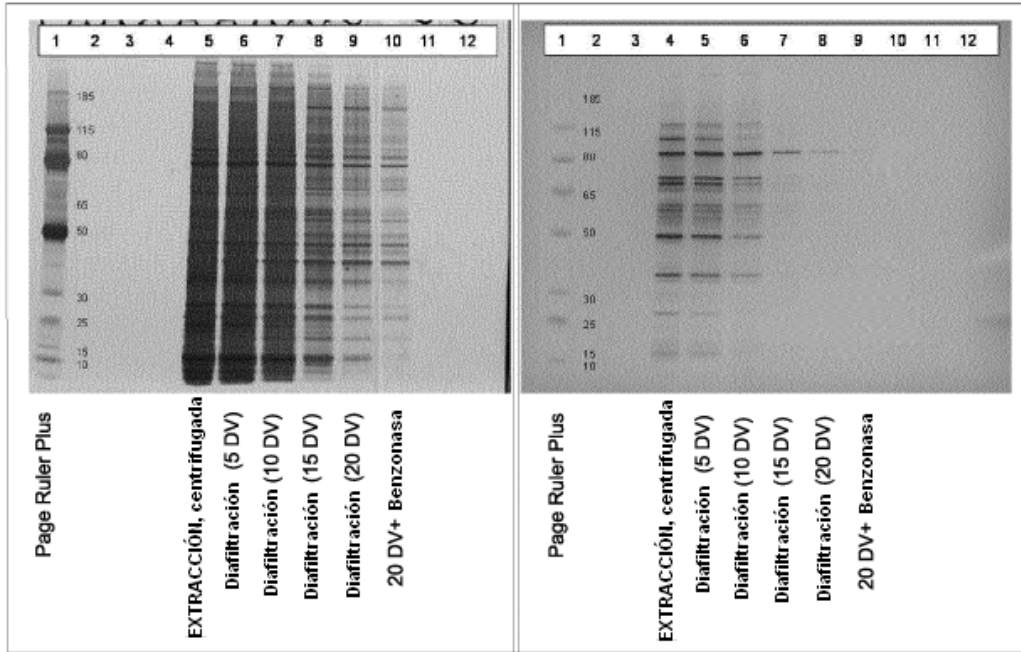 1 2 3 4 5 6 7 8 9 10 11 12
185
115
80
65
50
30
25
15
10
Page Ruler Plus
EXTRACCIÓN, centrifugada
Diafiltración (5 DV)
Diafiltración (10 DV)
Diafiltración (15 DV)
Diafiltración (20 DV)
20 DV+ Benzonasa
1 2 3 4 5 6 7 8 9 10 11 12
185
115
80
65
50
30
25
15
10
Page Ruler Plus
EXTRACCIÓN, centrifugada
Diafiltración (5 DV)
Diafiltración (10 DV)
Diafiltración (15 DV)
Diafiltración (20 DV)
20 DV+ Benzonasa